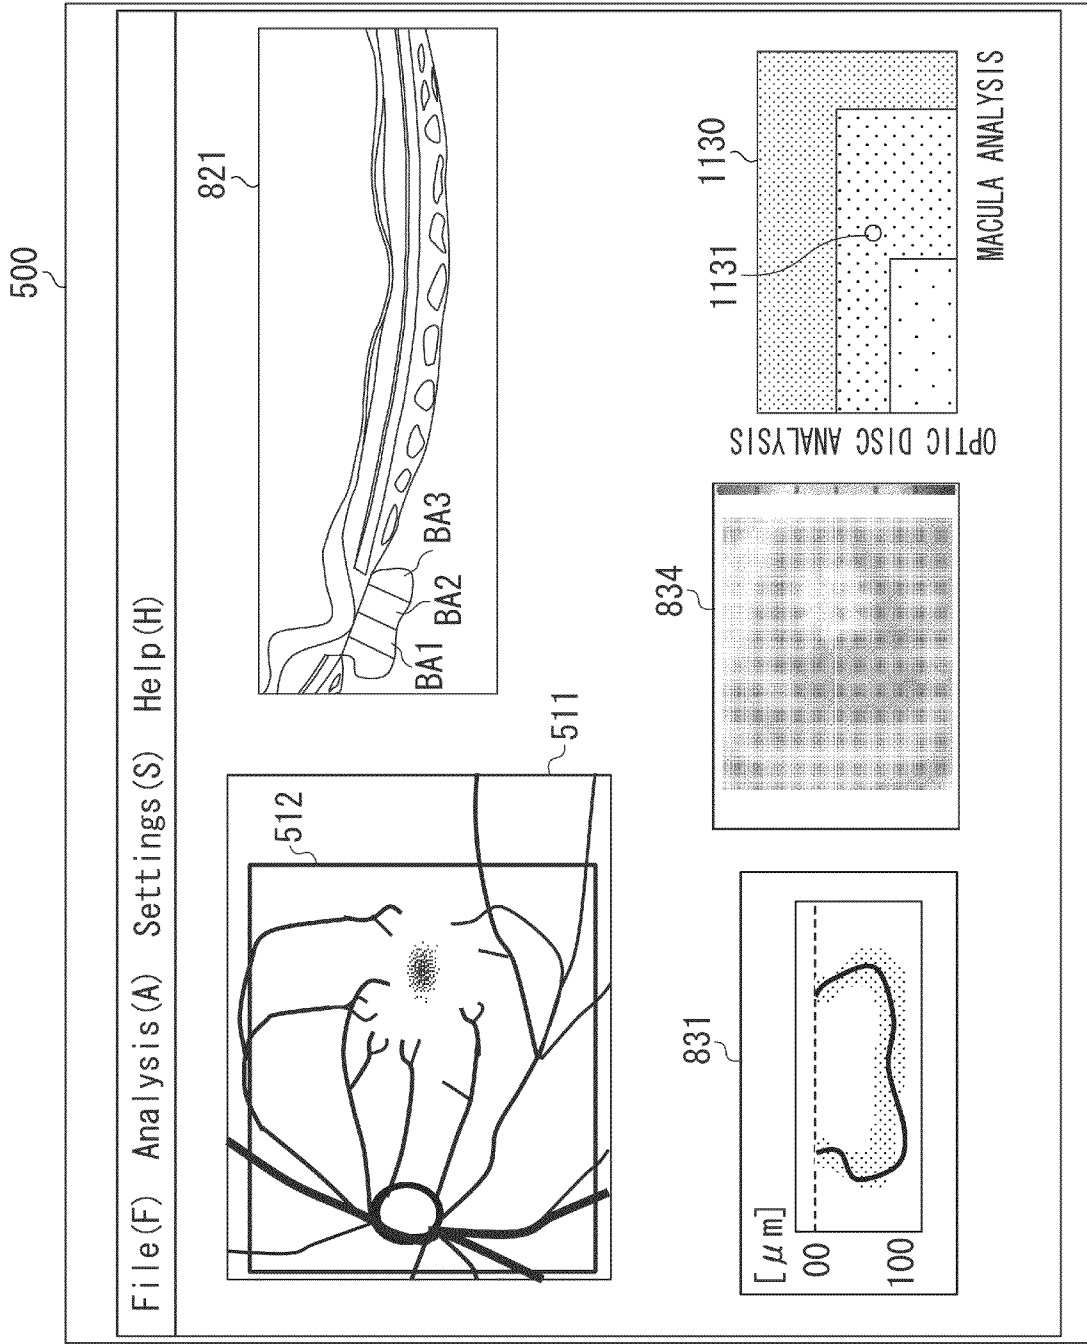 500
File(F) Analysis(A) Settings(S) Help(H)
512
511
821
BA1
BA2
BA3
831
[μm]
00
100
834
1130
1131
OPTIC DISC ANALYSIS
MACULA ANALYSIS